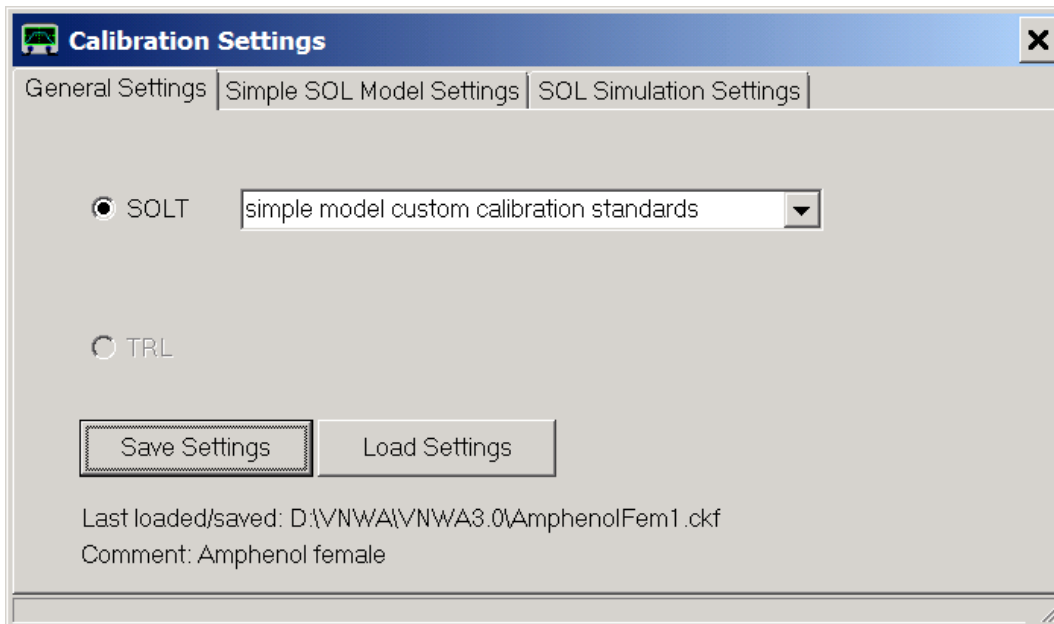 Calibration Settings
General Settings Simple SOL Model Settings SOL Simulation Settings
SOLT simple model custom calibration standards
TRL
Save Settings Load Settings
Last loaded/saved: D:\VNWA\VNWA3.0\AmphenolFem1.ckf
Comment: Amphenol female